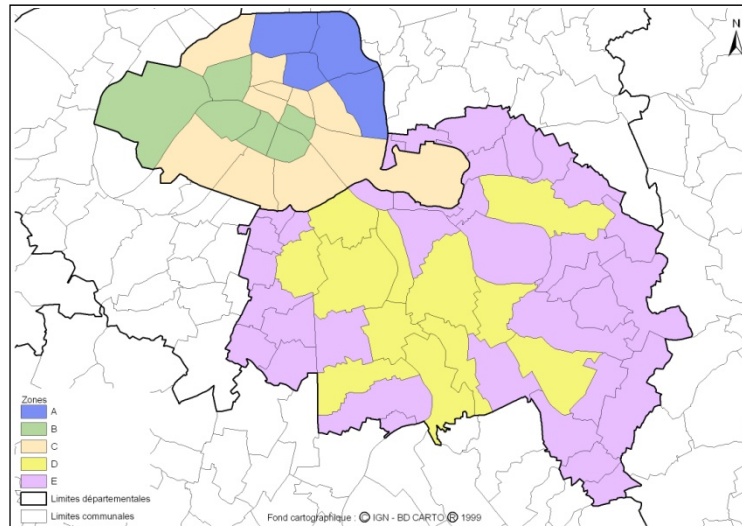 N
Zones
A
B
C
D
E
Limites départementales
Limites communales
Fond cartographique : © IGN - BD CARTO ® 1999